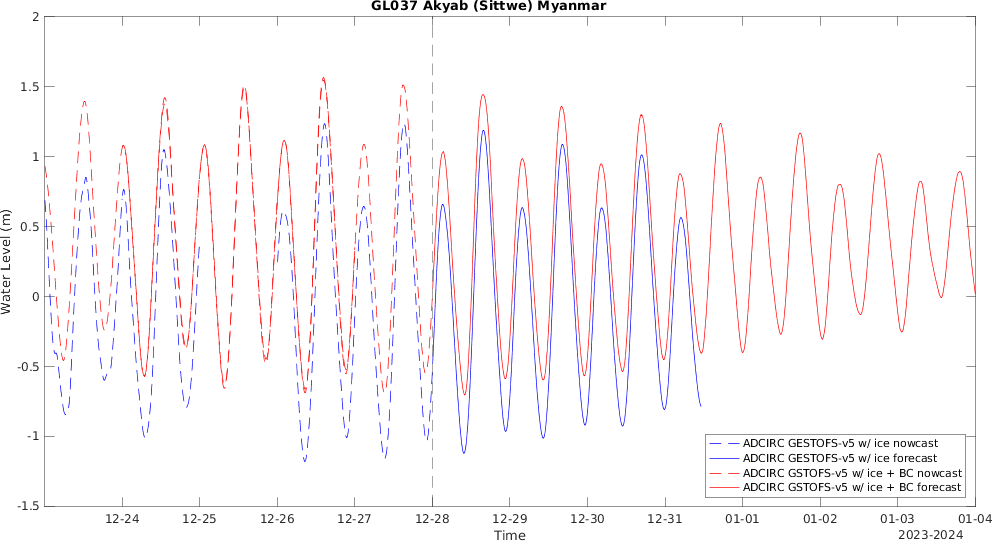 GL037 Akyab (Sittwe) Myanmar
Water Level (m)
2
1.5
1
0.5
0
-0.5
-1
-1.5
12-24 12-25 12-26 12-27 12-28 12-29 12-30 12-31 01-01 01-02 01-03 01-04
Time
2023-2024
ADCIRC GESTOFS-v5 w/ ice nowcast
ADCIRC GESTOFS-v5 w/ ice forecast
ADCIRC GSTOFS-v5 w/ ice + BC nowcast
ADCIRC GSTOFS-v5 w/ ice + BC forecast